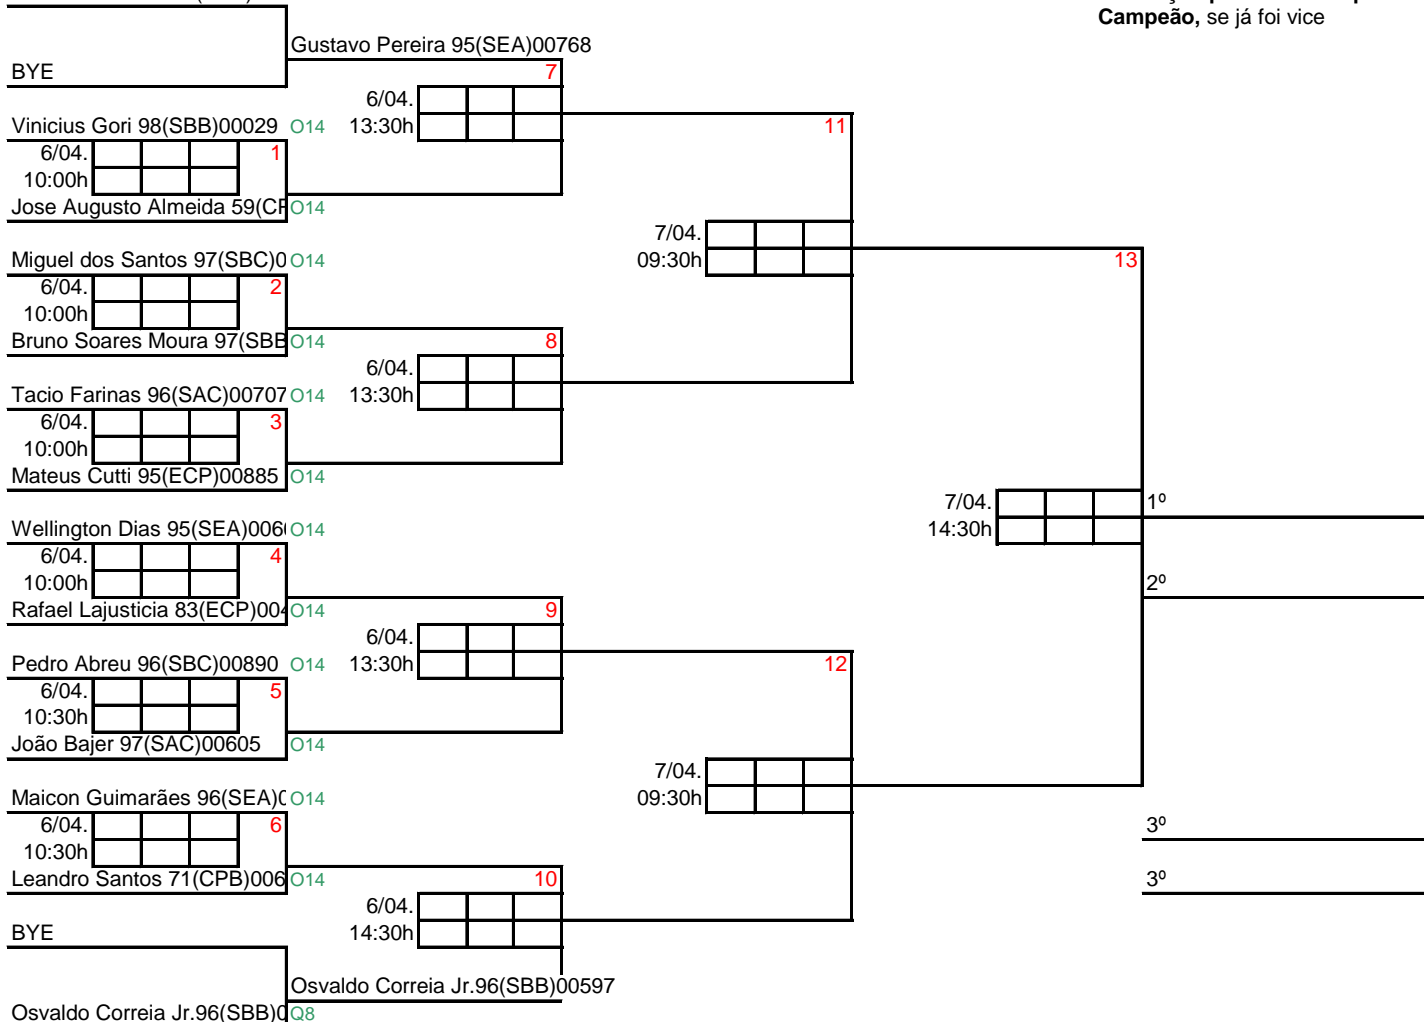 Campeão, se já foi vice
Gustavo Pereira 95(SEA)00768
BYE
7
6/04.
13:30h
11
Vinicius Gori 98(SBB)00029 O14
6/04.
1
10:00h
Jose Augusto Almeida 59(CP O14
7/04.
09:30h
13
Miguel dos Santos 97(SBC)0 O14
6/04.
2
10:00h
Bruno Soares Moura 97(SBB O14
8
6/04.
13:30h
Tacio Farinas 96(SAC)00707 O14
6/04.
3
10:00h
Mateus Cutti 95(ECP)00885 O14
7/04.
14:30h
1º
2º
Wellington Dias 95(SEA)006 O14
6/04.
4
10:00h
Rafael Lajusticia 83(ECP)004 O14
9
6/04.
13:30h
12
Pedro Abreu 96(SBC)00890 O14
6/04.
5
10:30h
João Bajer 97(SAC)00605 O14
7/04.
09:30h
Maicon Guimarães 96(SEA)0 O14
6/04.
6
10:30h
Leandro Santos 71(CPB)006 O14
3º
3º
10
6/04.
14:30h
BYE
Osvaldo Correia Jr.96(SBB)00597
Osvaldo Correia Jr.96(SBB)0 Q8